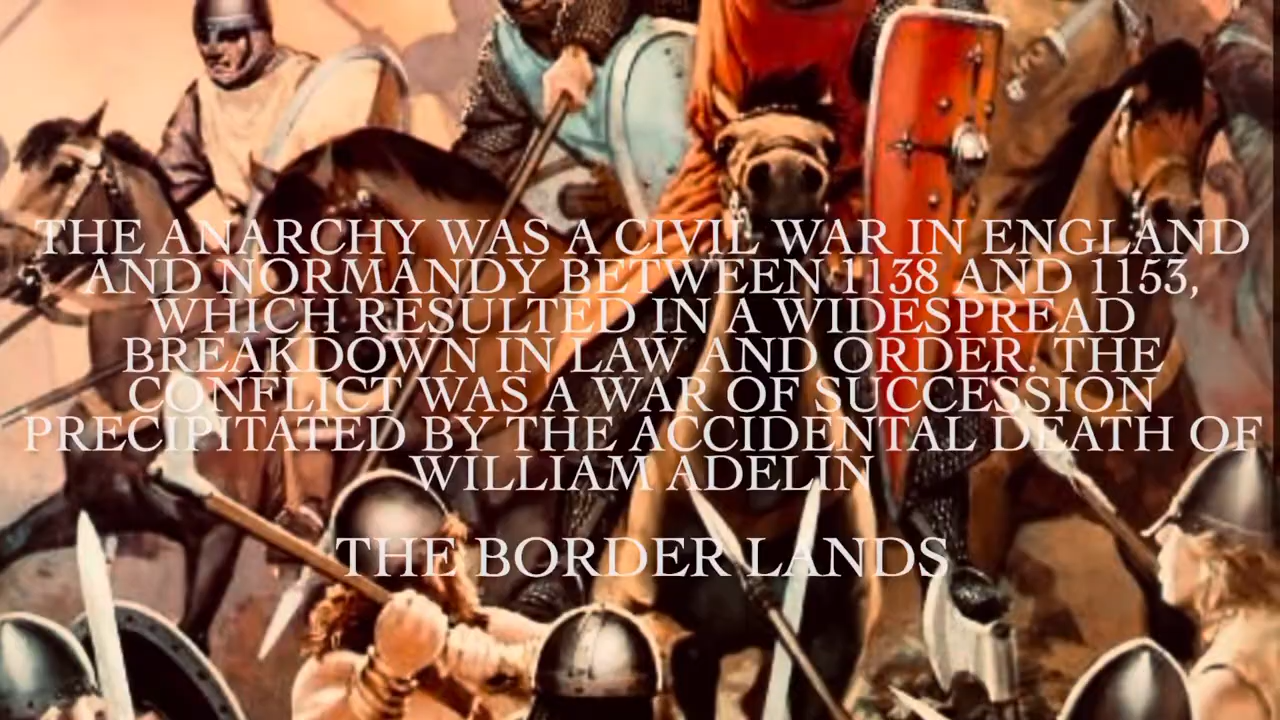 THE ANARCHY WAS A CIVIL WAR IN ENGLAND
AND NORMANDY BETWEEN 1138 AND 1153,
WHICH RESULTED IN A WIDESPREAD
BREAKDOWN IN LAW AND ORDER. THE
CONFLICT WAS A WAR OF SUCCESSION
PRECIPITATED BY THE ACCIDENTAL DEATH OF
WILLIAM ADELIN
THE BORDER LANDS